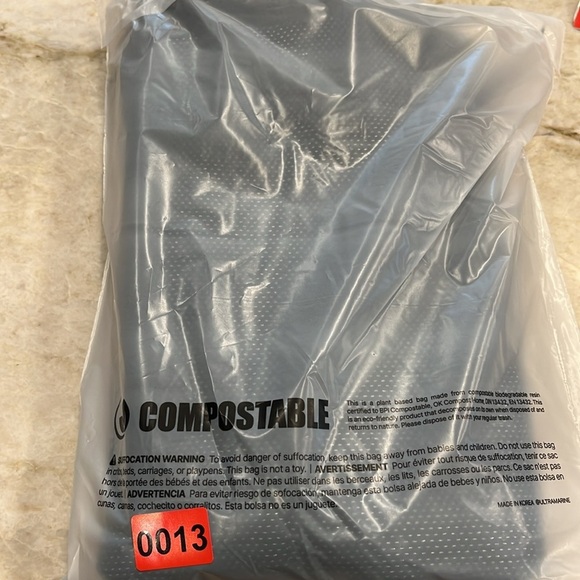 COMPOSTABLE
This is a plant based bag made from compostable biodegradable resin
certified to BPI Compostable, OK Compost Home, DIN 13432, EN 13432. This
is an eco-friendly product that decomposes when disposed of and
returns to nature. Please dispose of it with your regular trash.
SUFFOCATION WARNING To avoid danger of suffocation, keep this bag away from babies and children. Do not use this bag
in cribs, beds, carriages, or playpens. This bag is not a toy. | AVERTISSEMENT Pour éviter tout risque de suffocation, tenir ce sac
hors de portée des bébés et des enfants. Ne pas utiliser dans les berceaux, les lits, les carrosses ou les parcs. Ce sac n'est pas
un jouet. | ADVERTENCIA Para evitar riesgo de sofocación, mantenga esta bolsa alejada de bebés y niños. No use esta bolsa en
cunas, camas, cochecito o corralitos. Esta bolsa no es un juguete.
MADE IN KOREA @ULTRAMARINE
0013